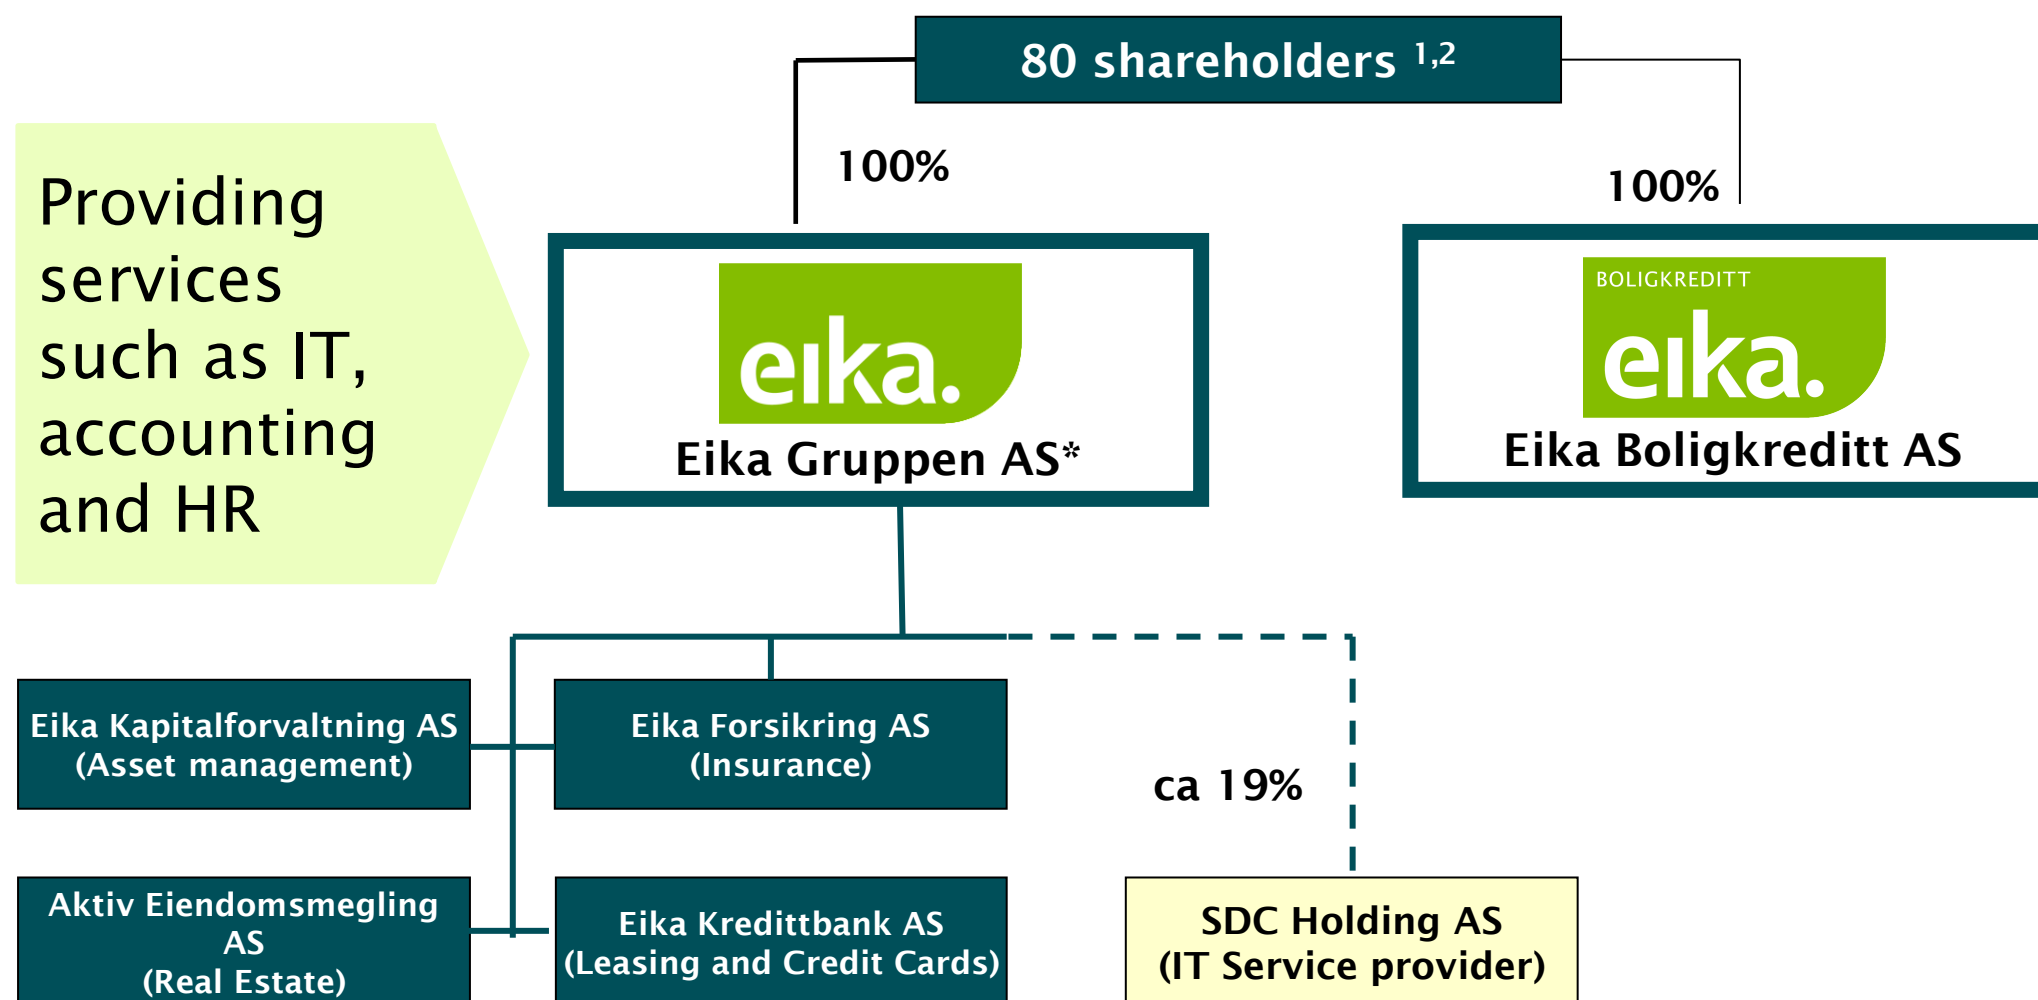 80 shareholders 1,2
100%
100%
Providing
services
such as IT,
accounting
and HR
eika.
Eika Gruppen AS*
BOLIGKREDITT
eika.
Eika Boligkreditt AS
Eika Kapitalforvaltning AS
(Asset management)
Eika Forsikring AS
(Insurance)
ca 19%
Aktiv Eiendomsmegling
AS
(Real Estate)
Eika Kredittbank AS
(Leasing and Credit Cards)
SDC Holding AS
(IT Service provider)